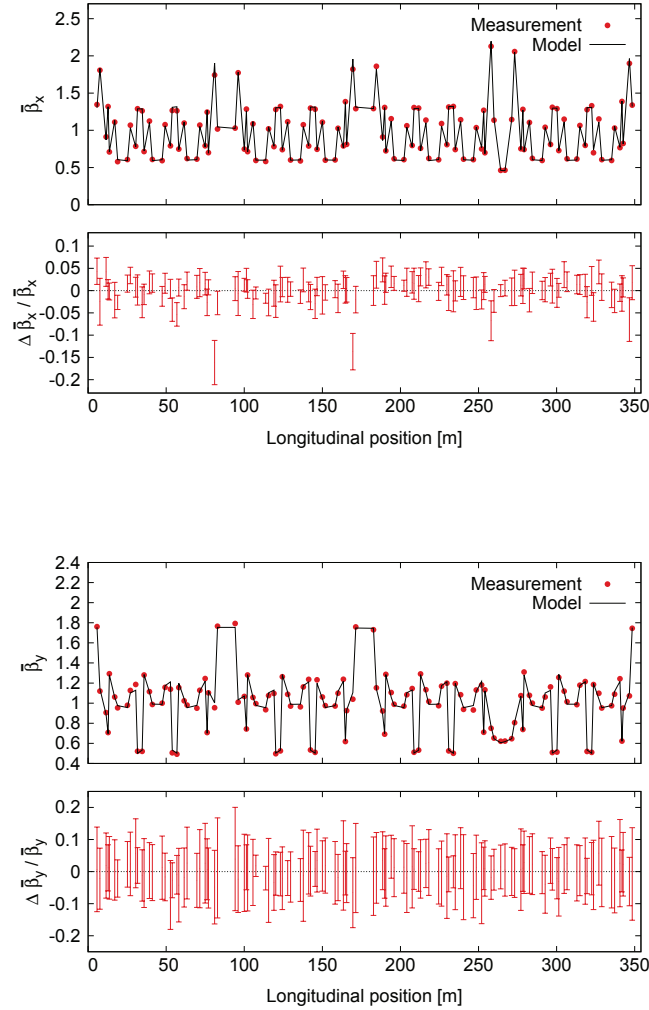 Measurement
Model
2.5
2
1.5
1
0.5
0
β̅x
0.1
0.05
0
-0.05
-0.1
-0.15
-0.2
Δ β̅x / β̅x
0 50 100 150 200 250 300 350
Longitudinal position [m]
Measurement
Model
2.4
2.2
2
1.8
1.6
1.4
1.2
1
0.8
0.6
0.4
β̅y
0.2
0.1
0
-0.1
-0.2
Δ β̅y / β̅y
0 50 100 150 200 250 300 350
Longitudinal position [m]